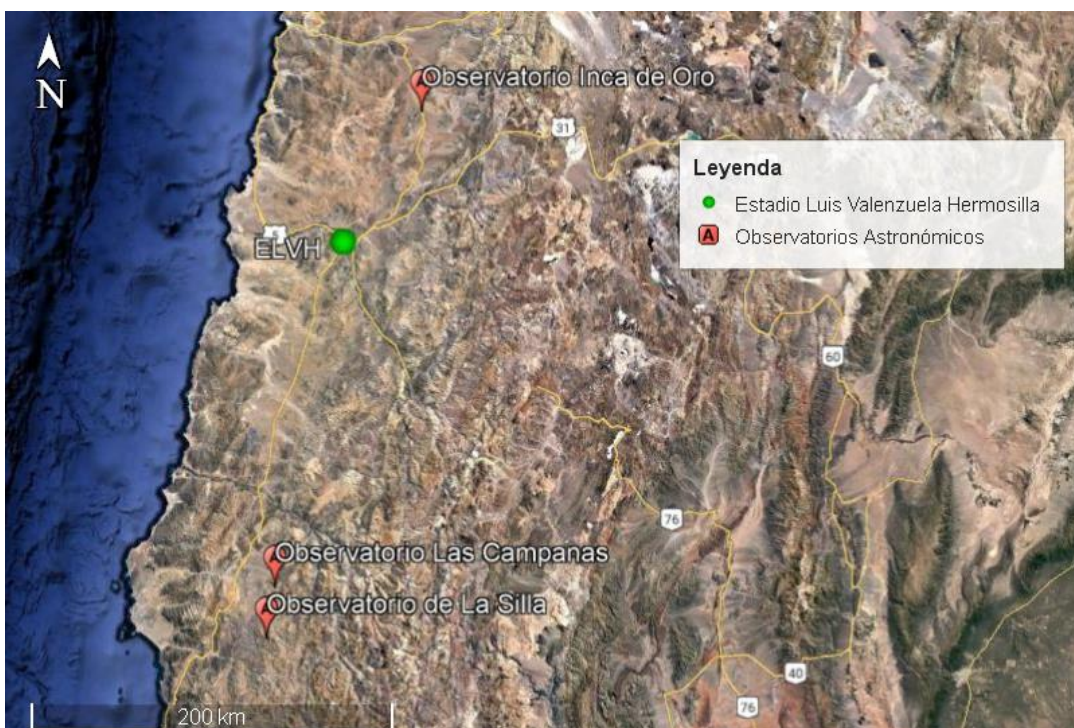 N
Observatorio Inca de Oro
31
Leyenda
Estadio Luis Valenzuela Hermosilla
A Observatorios Astronómicos
ELVH
60
76
Observatorio Las Campanas
Observatorio de La Silla
40
76
200 km